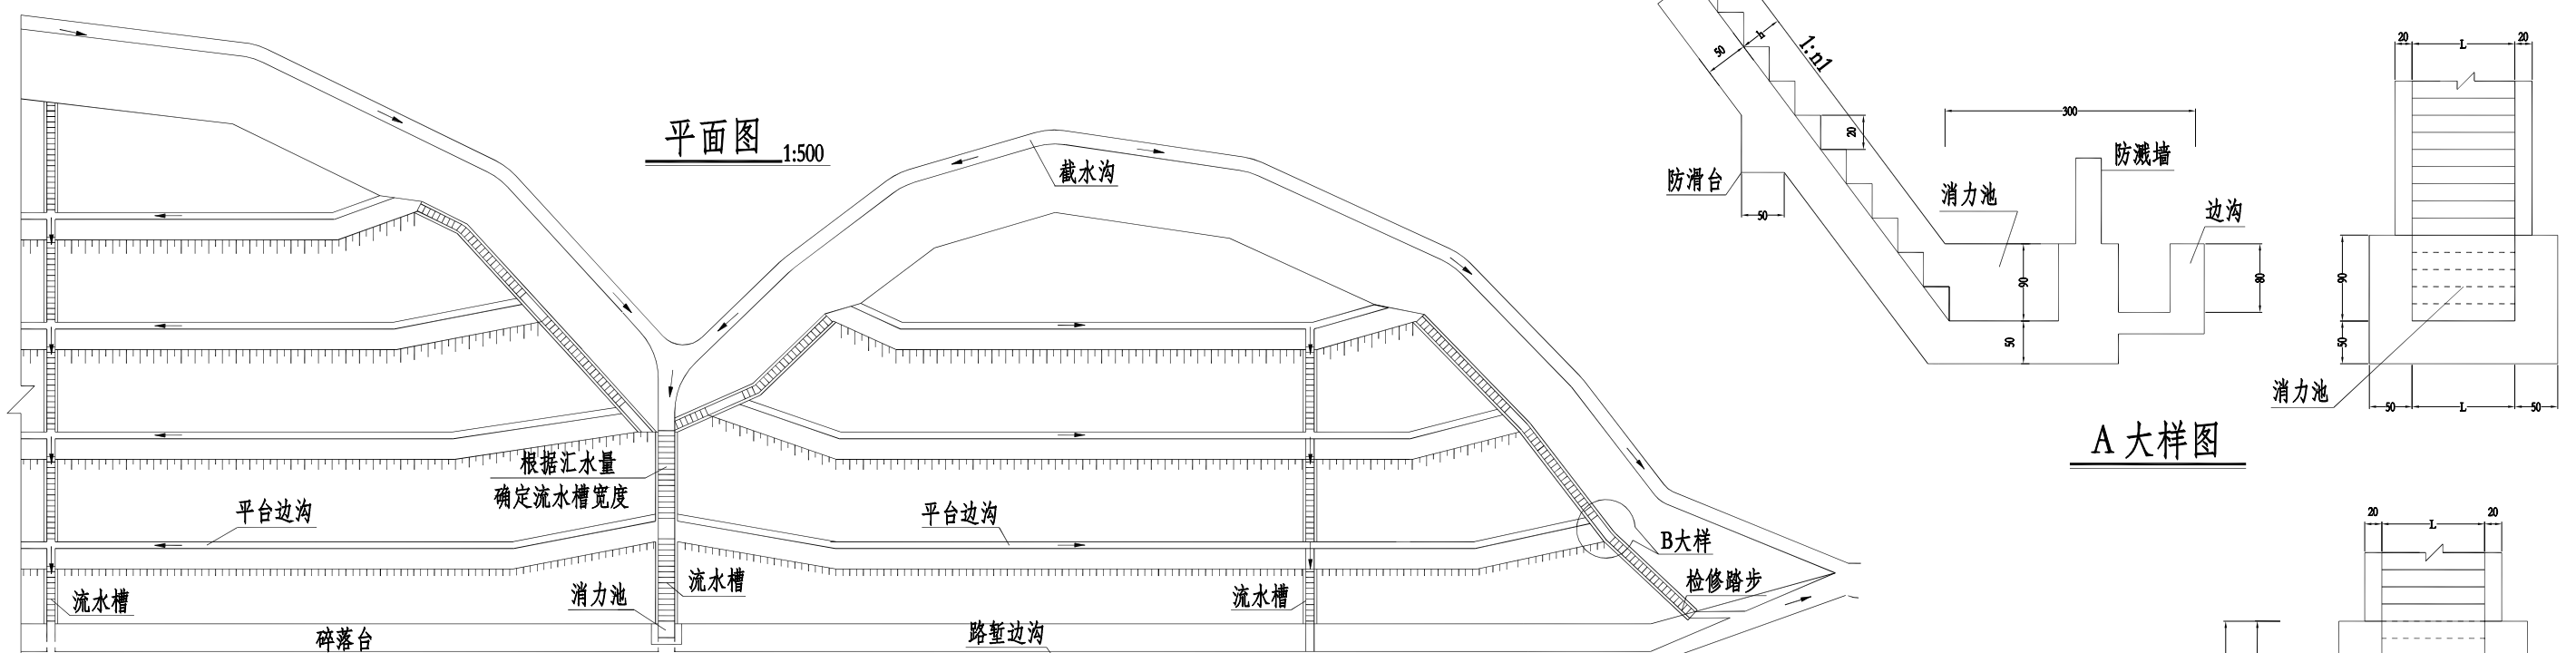 平面图 1:500
截水沟
根据汇水量
确定流水槽宽度
平台边沟
平台边沟
流水槽
消力池
流水槽
流水槽
碎落台
路堑边沟
B大样
检修踏步
50
h
1:n1
20
防滑台
50
300
消力池
防溅墙
边沟
90
50
80
20
L
20
90
50
消力池
50
L
50
A 大样图
20
L
20